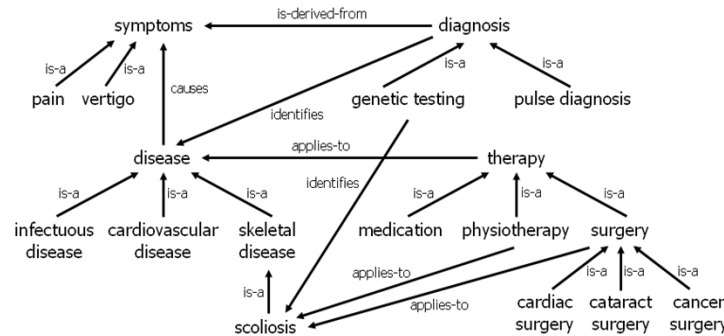 is-derived-from
symptoms
diagnosis
is-a
is-a
is-a
is-a
causes
pain
vertigo
genetic testing
pulse diagnosis
identifies
applies-to
disease
therapy
identifies
is-a
is-a
is-a
is-a
is-a
is-a
infectuous
disease
cardiovascular
disease
skeletal
disease
medication
physiotherapy
surgery
applies-to
is-a
is-a
is-a
is-a
applies-to
scoliosis
cardiac
surgery
cataract
surgery
cancer
surgery